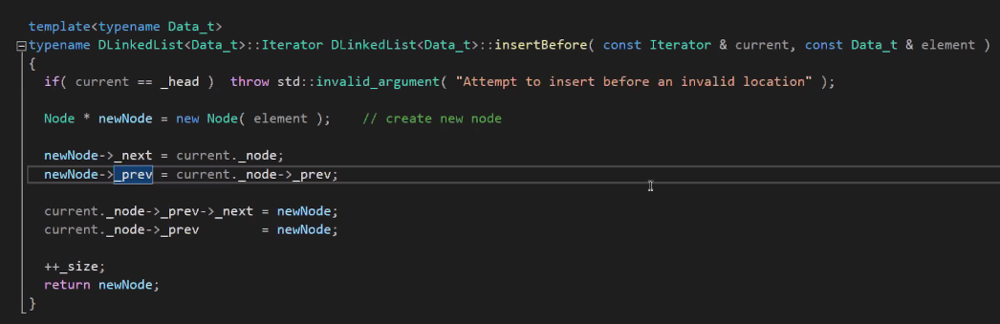 template<typename Data_t>
typename DLinkedList<Data_t>::Iterator DLinkedList<Data_t>::insertBefore( const Iterator & current, const Data_t & element )
{
  if( current == _head )  throw std::invalid_argument( "Attempt to insert before an invalid location" );
  Node * newNode = new Node( element );    // create new node
  newNode->_next = current._node;
  newNode->_prev = current._node->_prev;
  current._node->_prev->_next = newNode;
  current._node->_prev        = newNode;
  ++_size;
  return newNode;
}